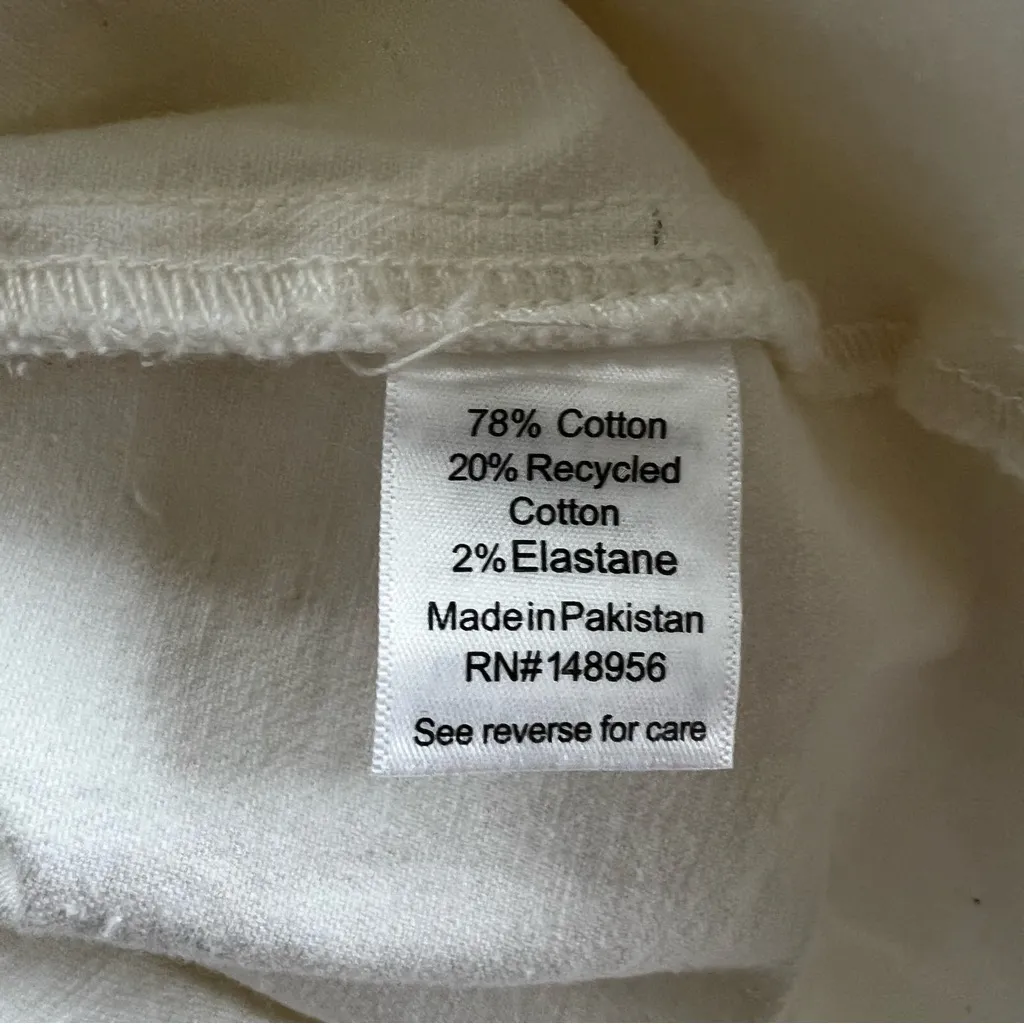 78% Cotton
20% Recycled
Cotton
2% Elastane
Made in Pakistan
RN# 148956
See reverse for care